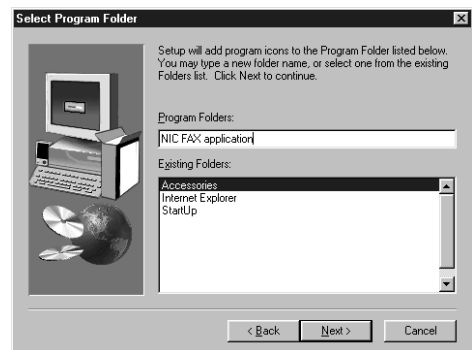 Select Program Folder
Setup will add program icons to the Program Folder listed below.
You may type a new folder name, or select one from the existing
Folders list. Click Next to continue.
Program Folders:
NIC FAX application
Existing Folders:
Accessories
Internet Explorer
StartUp
< Back
Next >
Cancel